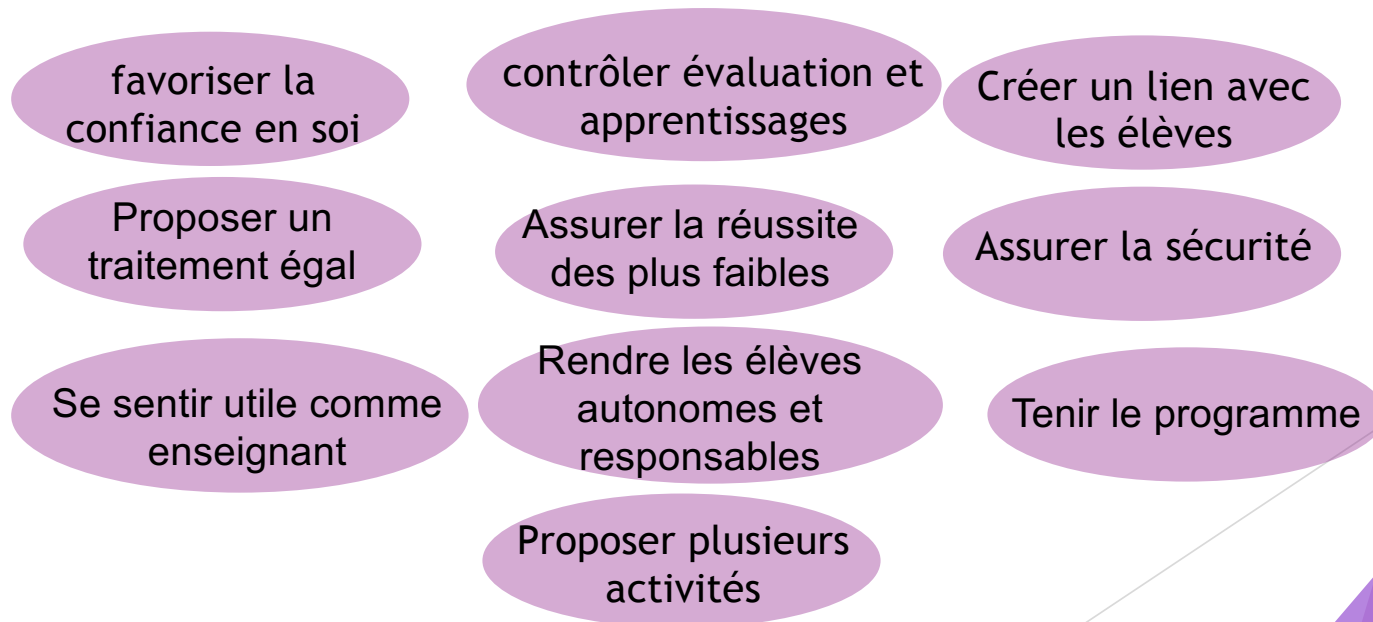 favoriser la
confiance en soi
contrôler évaluation et
apprentissages
Créer un lien avec
les élèves
Proposer un
traitement égal
Assurer la réussite
des plus faibles
Assurer la sécurité
Se sentir utile comme
enseignant
Rendre les élèves
autonomes et
responsables
Tenir le programme
Proposer plusieurs
activités